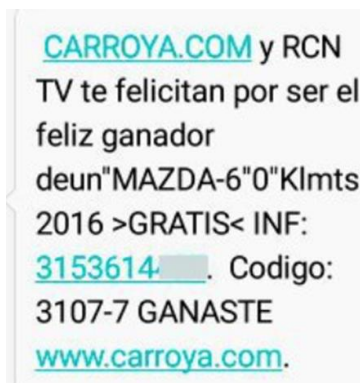 CARROYA.COM y RCN
TV te felicitan por ser el
feliz ganador
deun"MAZDA-6"0"Klmts
2016 >GRATIS< INF:
3153614. Codigo:
3107-7 GANASTE
www.carroya.com.